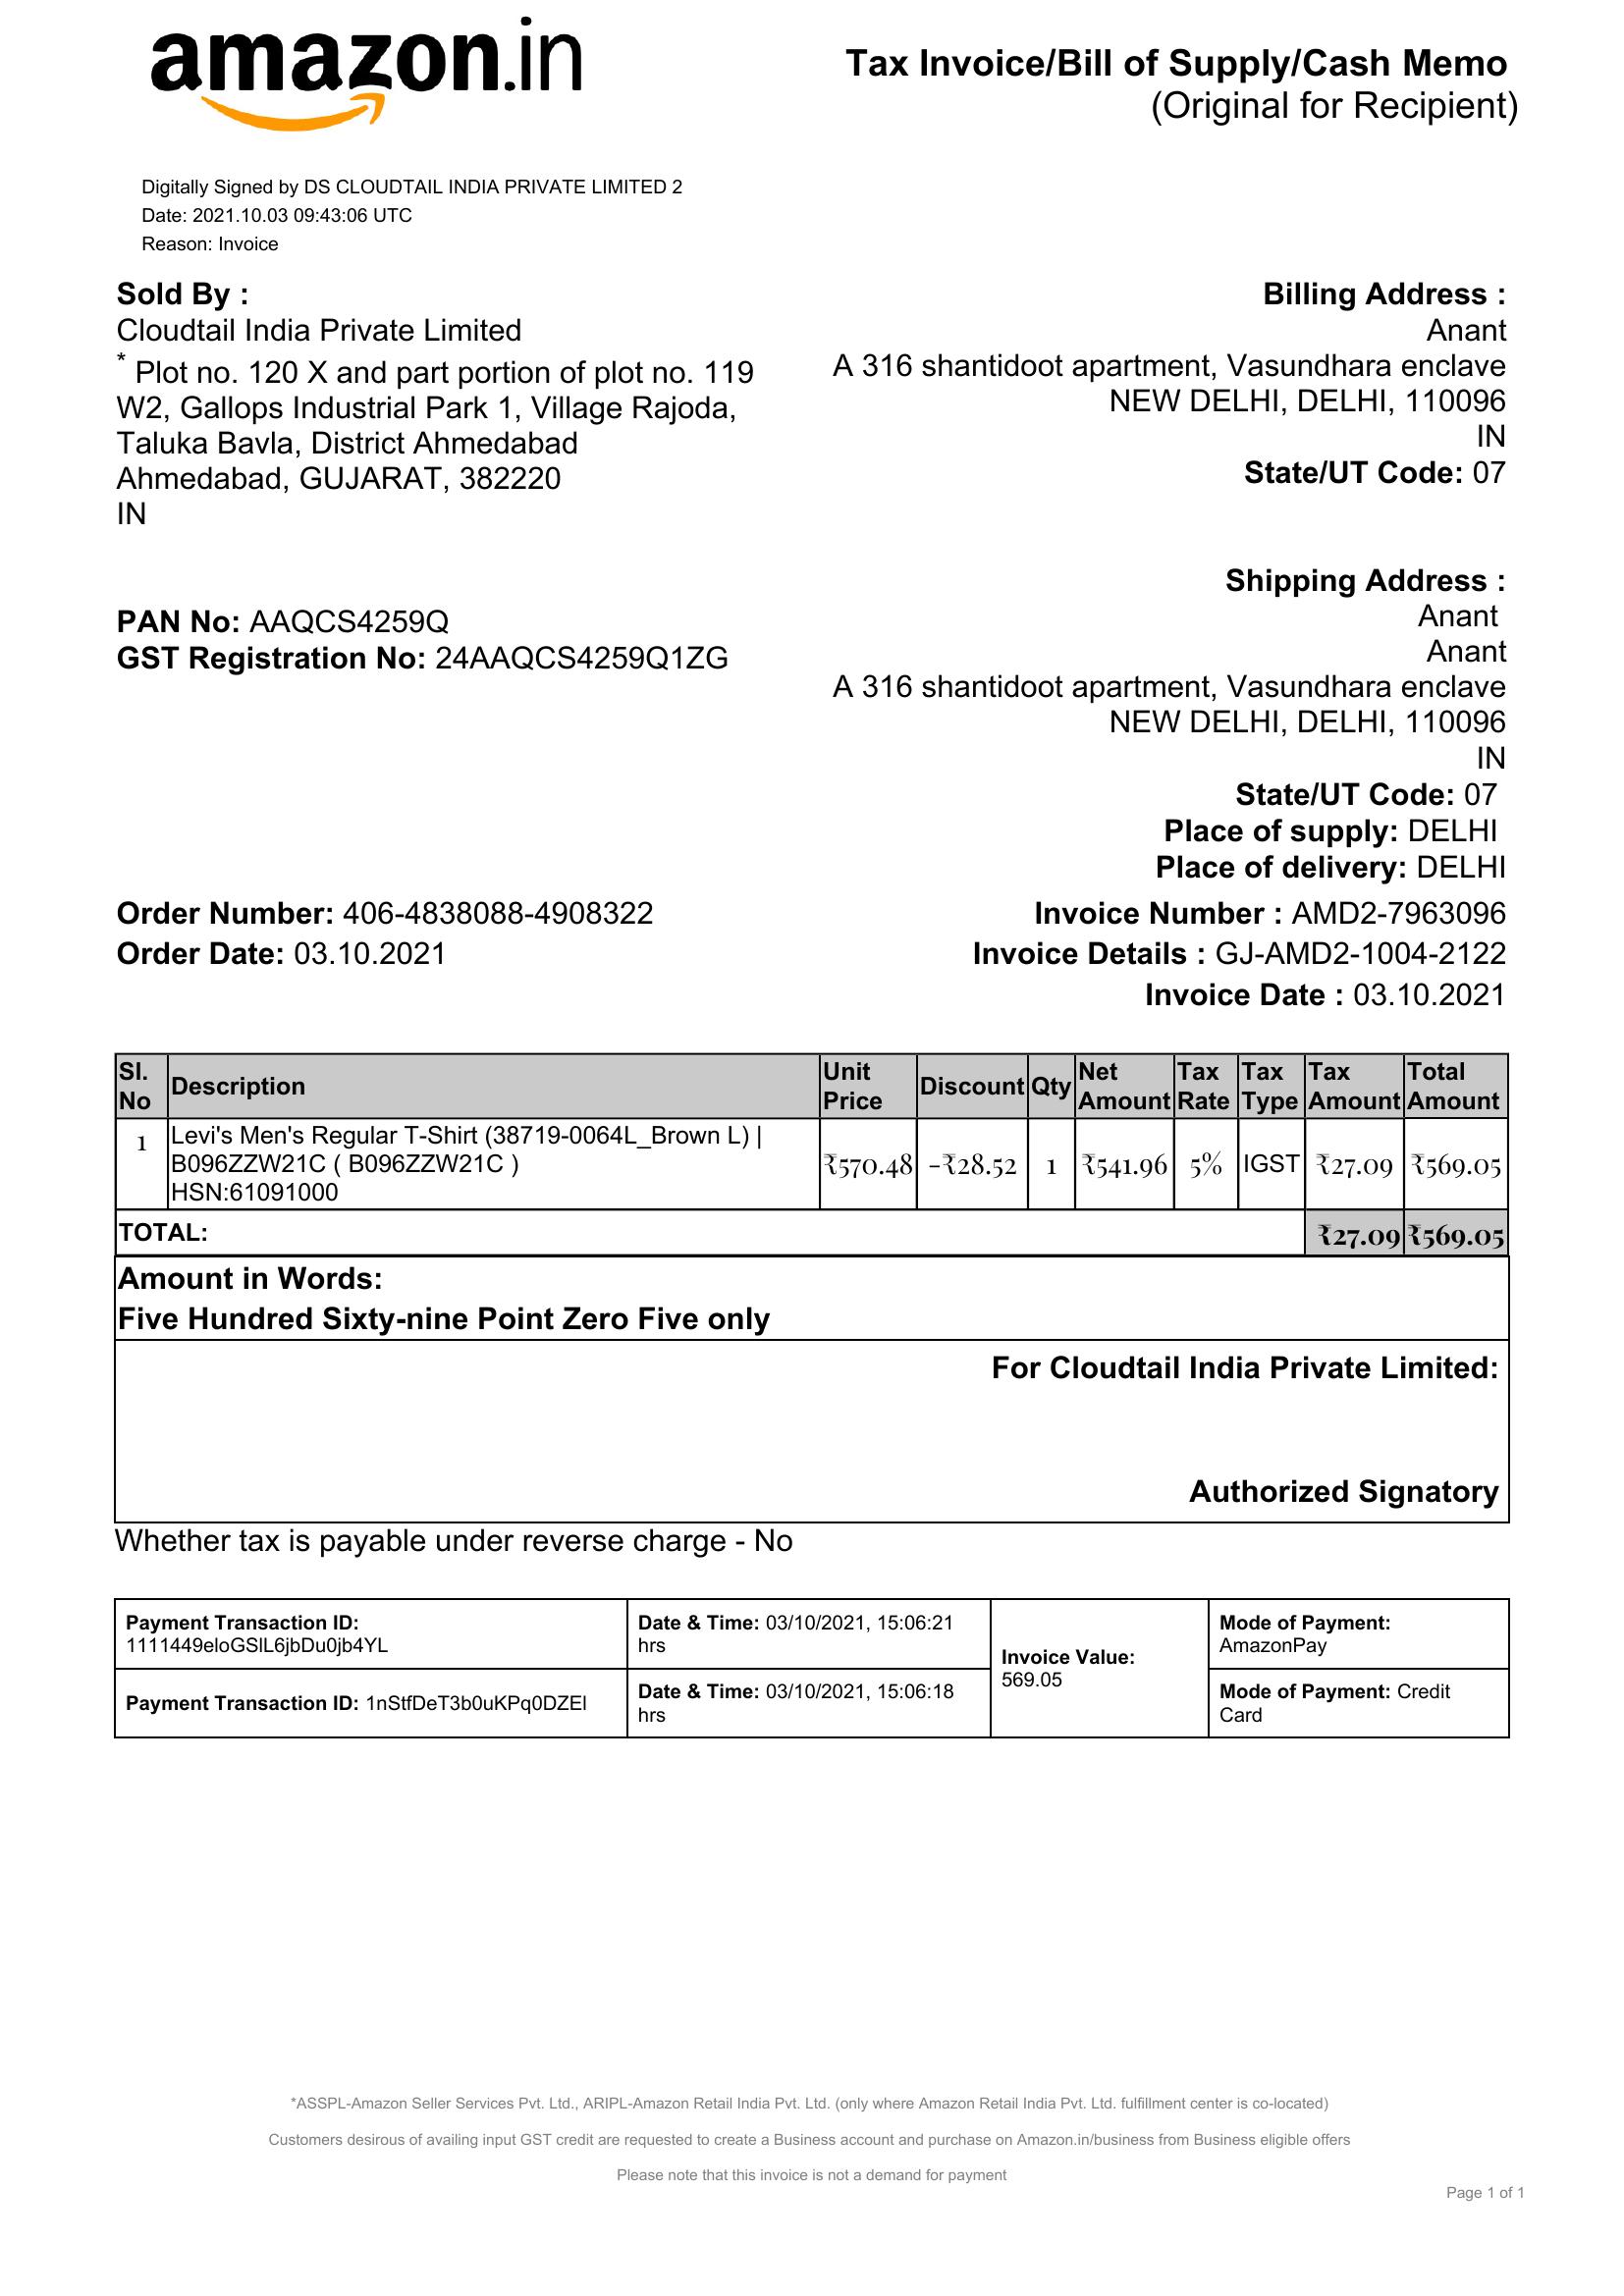 amazon.in
Tax Invoice/Bill of Supply/Cash Memo
(Original for Recipient)
Digitally Signed by DS CLOUDTAIL INDIA PRIVATE LIMITED 2
Date: 2021.10.03 09:43:06 UTC
Reason: Invoice
Sold By :
Cloudtail India Private Limited
* Plot no. 120 X and part portion of plot no. 119
W2, Gallops Industrial Park 1, Village Rajoda,
Taluka Bavla, District Ahmedabad
Ahmedabad, GUJARAT, 382220
IN
PAN No: AAQCS4259Q
GST Registration No: 24AAQCS4259Q1ZG
Billing Address :
Anant
A 316 shantidoot apartment, Vasundhara enclave
NEW DELHI, DELHI, 110096
IN
State/UT Code: 07
Shipping Address :
Anant
Anant
A 316 shantidoot apartment, Vasundhara enclave
NEW DELHI, DELHI, 110096
IN
State/UT Code: 07
Place of supply: DELHI
Place of delivery: DELHI
Order Number: 406-4838088-4908322
Order Date: 03.10.2021
Invoice Number : AMD2-7963096
Invoice Details : GJ-AMD2-1004-2122
Invoice Date : 03.10.2021
Sl. No Description Unit Price Discount Qty Net Amount Tax Rate Tax Type Tax Amount Total Amount
1 Levi's Men's Regular T-Shirt (38719-0064L_Brown L) |
B096ZZW21C ( B096ZZW21C )
HSN:61091000
₹570.48 -₹28.52 1 ₹541.96 5% IGST ₹27.09 ₹569.05
TOTAL: ₹27.09 ₹569.05
Amount in Words:
Five Hundred Sixty-nine Point Zero Five only
For Cloudtail India Private Limited:
Authorized Signatory
Whether tax is payable under reverse charge - No
Payment Transaction ID:
1111449eloGSlL6jbDu0jb4YL
Date & Time: 03/10/2021, 15:06:21
hrs
Invoice Value:
569.05
Mode of Payment:
AmazonPay
Payment Transaction ID: 1nStfDeT3b0uKPq0DZEl
Date & Time: 03/10/2021, 15:06:18
hrs
Mode of Payment: Credit
Card
*ASSPL-Amazon Seller Services Pvt. Ltd., ARIPL-Amazon Retail India Pvt. Ltd. (only where Amazon Retail India Pvt. Ltd. fulfillment center is co-located)
Customers desirous of availing input GST credit are requested to create a Business account and purchase on Amazon.in/business from Business eligible offers
Please note that this invoice is not a demand for payment
Page 1 of 1